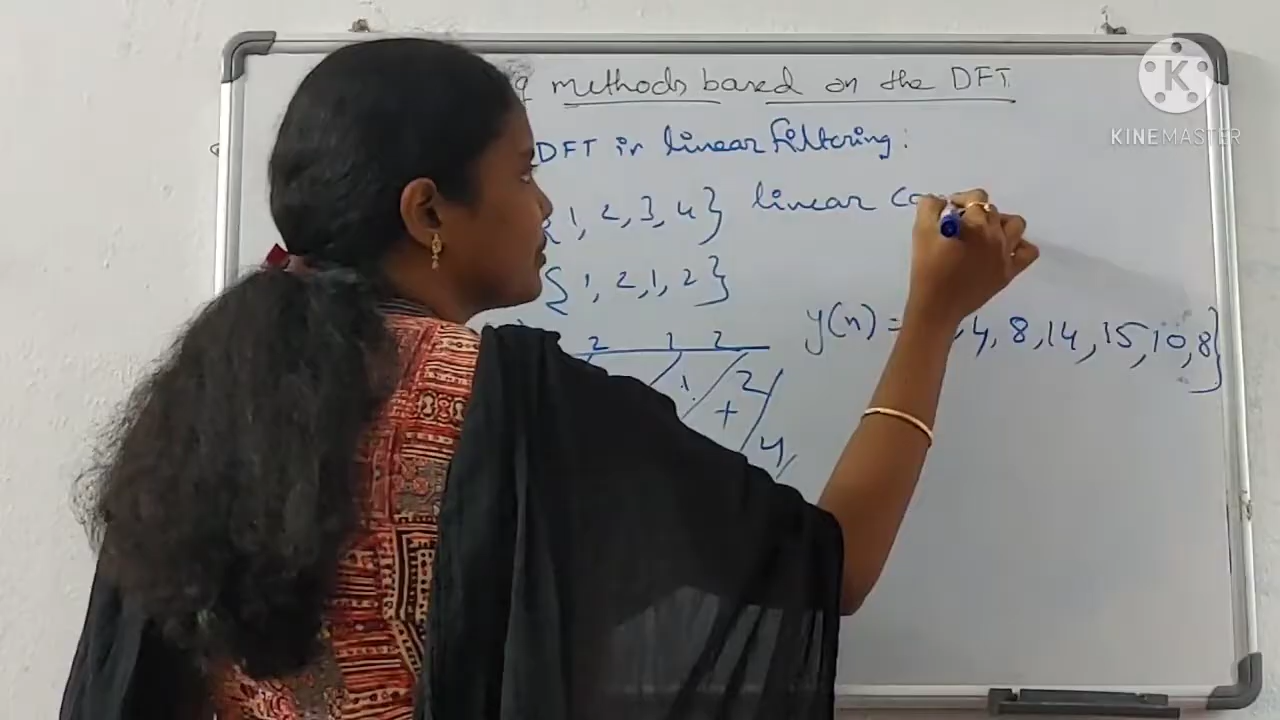 methods based on the DFT
DFT in linear filtering:
1, 2, 3, 4} linear
{1, 2, 1, 2}
y(n) = , 4, 8, 14, 15, 10, 8}
2 1 2
1 2
+
4
K
KINEMASTER